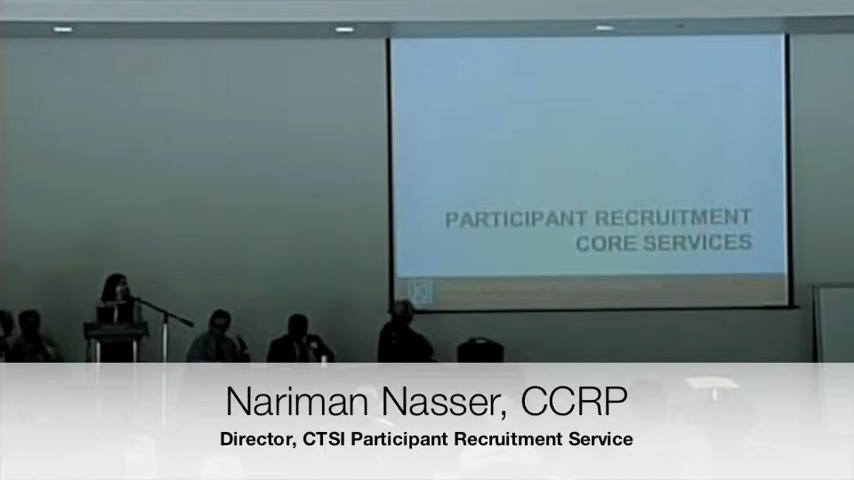 PARTICIPANT RECRUITMENT
CORE SERVICES
Nariman Nasser, CCRP
Director, CTSI Participant Recruitment Service